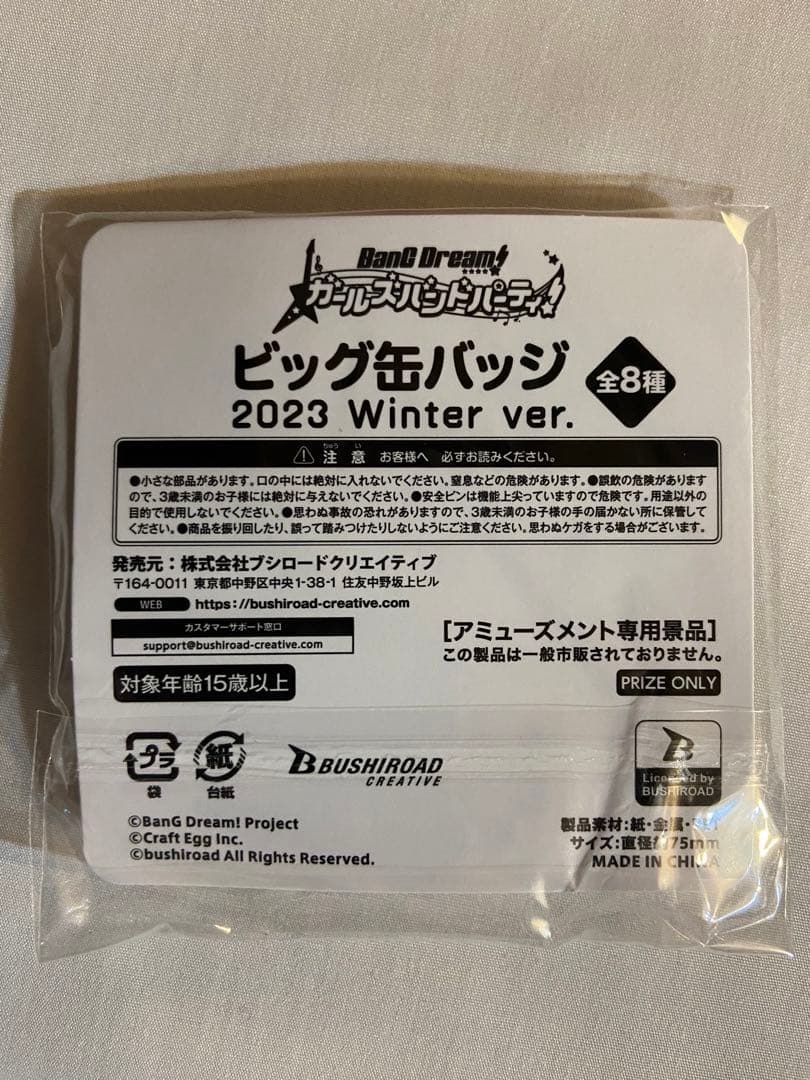 BanG Dream!
ガールズバンドパーティ!
ビッグ缶バッジ
2023 Winter ver.
全8種
ちゅう い
注 意 お客様へ 必ずお読みください。
●小さな部品があります。口の中には絶対に入れないでください。窒息などの危険があります。●誤飲の危険があります
ので、3歳未満のお子様には絶対に与えないでください。●安全ピンは機能上尖っていますので危険です。用途以外の
目的で使用しないでください。●思わぬ事故の恐れがありますので、3歳未満のお子様の手の届かない所に保管して
ください。●商品を振り回したり、誤って踏みつけたりしないようにご注意ください。思わぬケガをする場合がございます。
発売元：株式会社ブシロードクリエイティブ
〒164-0011 東京都中野区中央1-38-1 住友中野坂上ビル
WEB https://bushiroad-creative.com
カスタマーサポート窓口
support@bushiroad-creative.com
[アミューズメント専用景品]
この製品は一般市販されておりません。
対象年齢15歳以上
PRIZE ONLY
プラ
袋
紙
台紙
BUSHIROAD
CREATIVE
Licensed by
BUSHIROAD
©BanG Dream! Project
©Craft Egg Inc.
©bushiroad All Rights Reserved.
製品素材:紙・金属・
サイズ:直径約75mm
MADE IN CHINA